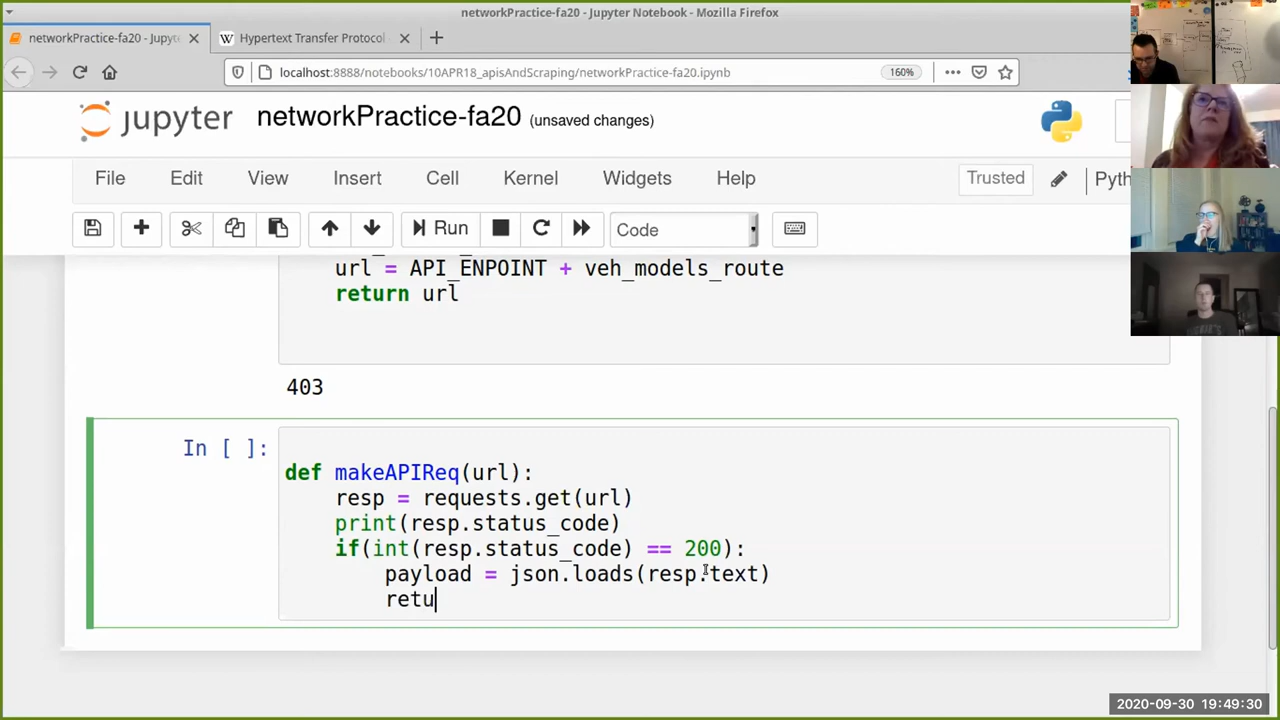 networkPractice-fa20 - Jupyter Notebook - Mozilla Firefox
networkPractice-fa20 - Jupyte
Hypertext Transfer Protocol
localhost:8888/notebooks/100PR18_apisAndScraping/networkPractice-fa20.ipynb
160%
jupyter networkPractice-fa20 (unsaved changes)
File Edit View Insert Cell Kernel Widgets Help
Trusted
Pyth
Run
Code
url = API_ENPOINT + veh_models_route
return url
403
In [ ]:
def makeAPIReq(url):
resp = requests.get(url)
print(resp.status_code)
if(int(resp.status_code) == 200):
payload = json.loads(resp.text)
retu
2020-09-30 19:49:30